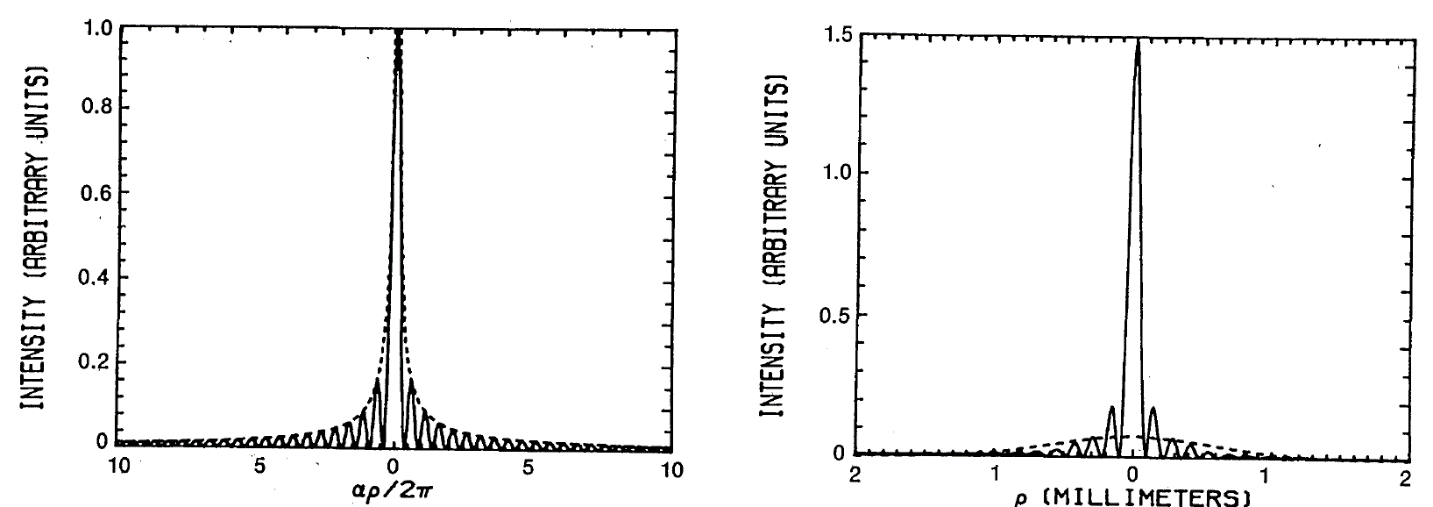 1.0
0.8
0.6
0.4
0.2
0
INTENSITY (ARBITRARY UNITS)
10 5 0 5 10
αρ/2π
1.5
1.0
0.5
0
INTENSITY (ARBITRARY UNITS)
2 1 0 1 2
ρ (MILLIMETERS)